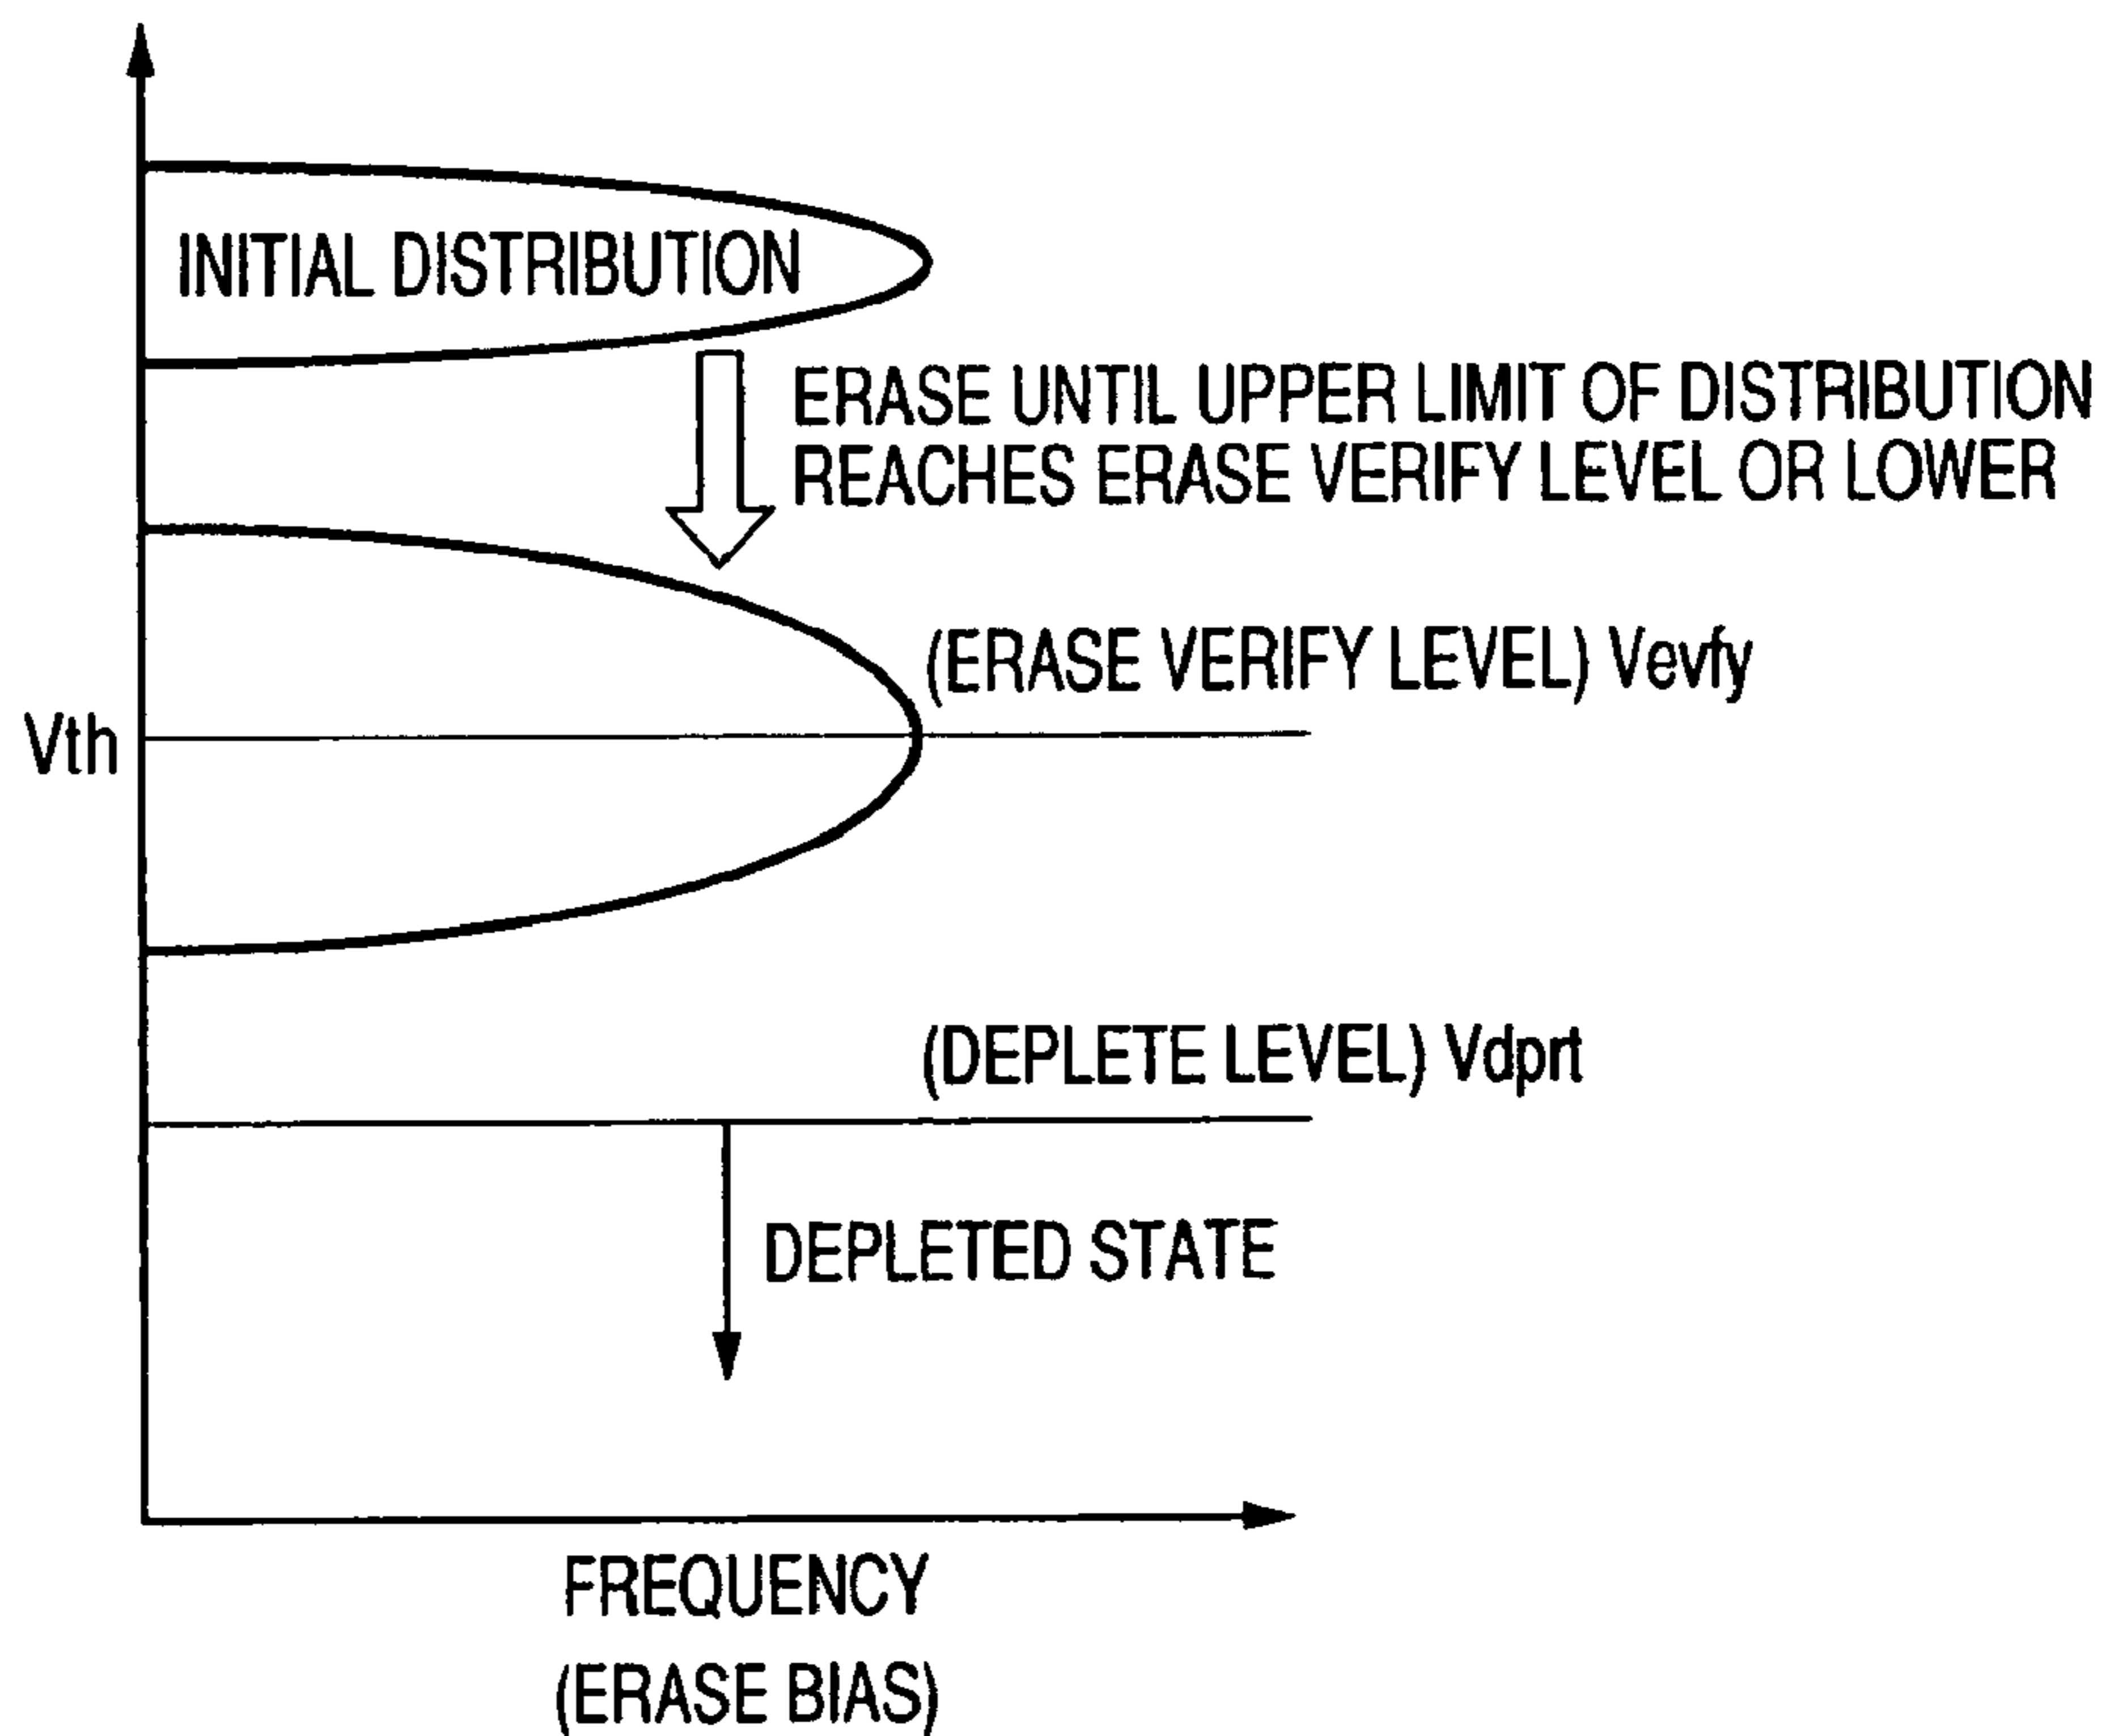 INITIAL DISTRIBUTION
ERASE UNTIL UPPER LIMIT OF DISTRIBUTION
REACHES ERASE VERIFY LEVEL OR LOWER
(ERASE VERIFY LEVEL) Vevfy
Vth
(DEPLETE LEVEL) Vdprt
DEPLETED STATE
FREQUENCY
(ERASE BIAS)